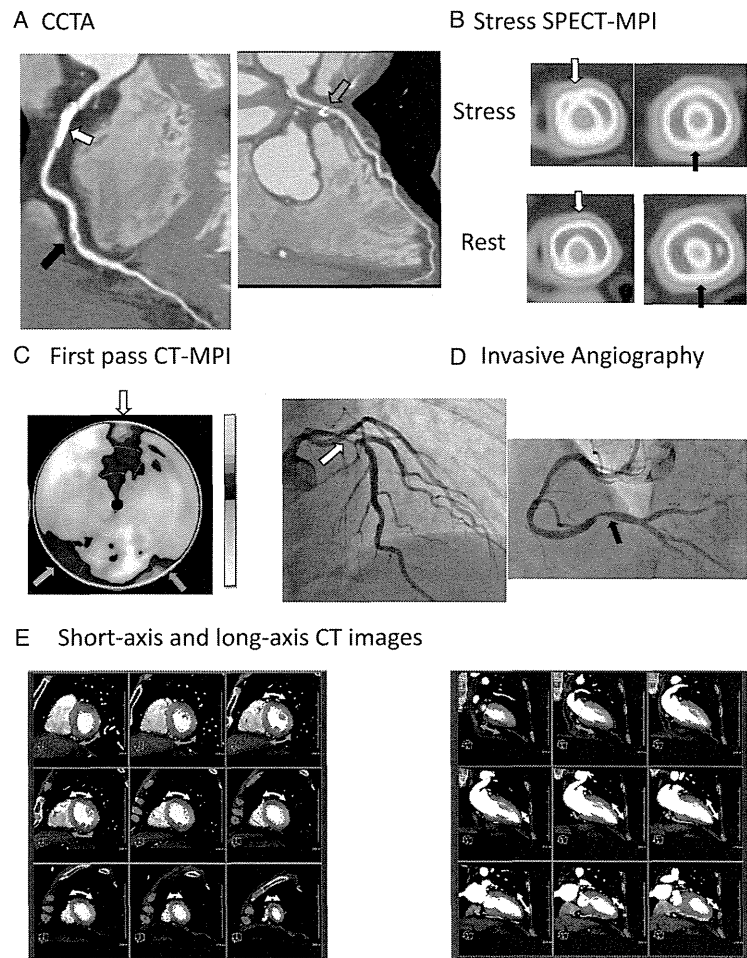 A CCTA
B Stress SPECT-MPI
Stress
Rest
C First pass CT-MPI
D Invasive Angiography
E Short-axis and long-axis CT images